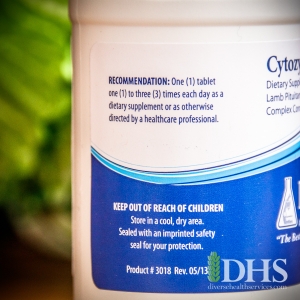 RECOMMENDATION: One (1) tablet
one (1) to three (3) times each day as a
dietary supplement or as otherwise
directed by a healthcare professional.
Cytozy
Dietary Supp
Lamb Pituitar
Complex Con
KEEP OUT OF REACH OF CHILDREN
Store in a cool, dry area.
Sealed with an imprinted safety
seal for your protection.
Product # 3018 Rev. 05/13
"The Be
DHS
diversehealthservices.com